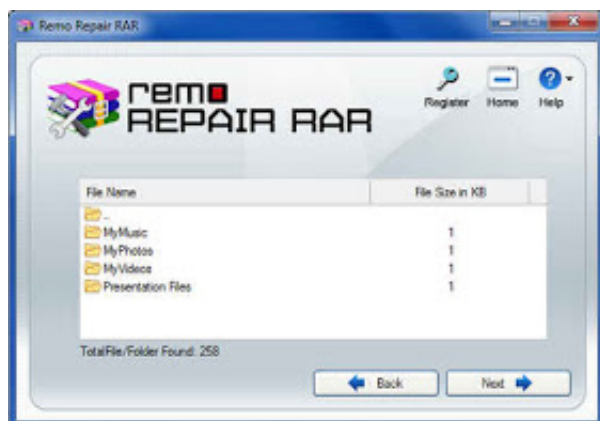 Remo Repair RAR
remo
REPAIR RAR
Register Home Help
File Name File Size in KB
..
MyMusic 1
MyPhotos 1
MyVideos 1
Presentation Files 1
TotalFile/Folder Found: 258
Back Next